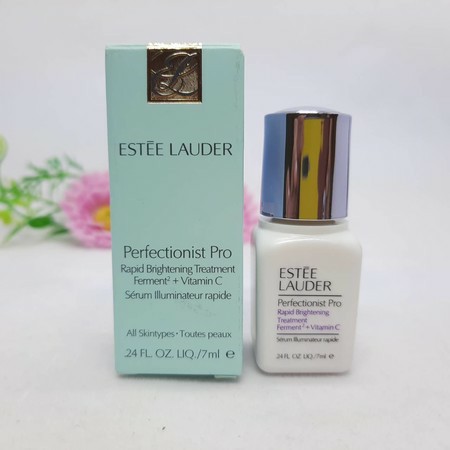 ESTĒE LAUDER
Perfectionist Pro
Rapid Brightening Treatment
Ferment² + Vitamin C
Sérum Illuminateur rapide
All Skintypes • Toutes peaux
.24 FL. OZ. LIQ./7ml e
ESTĒE
LAUDER
Perfectionist Pro
Rapid Brightening
Treatment
Ferment² + Vitamin C
Sérum Illuminateur rapide
.24 FL. OZ. LIQ./7ml e